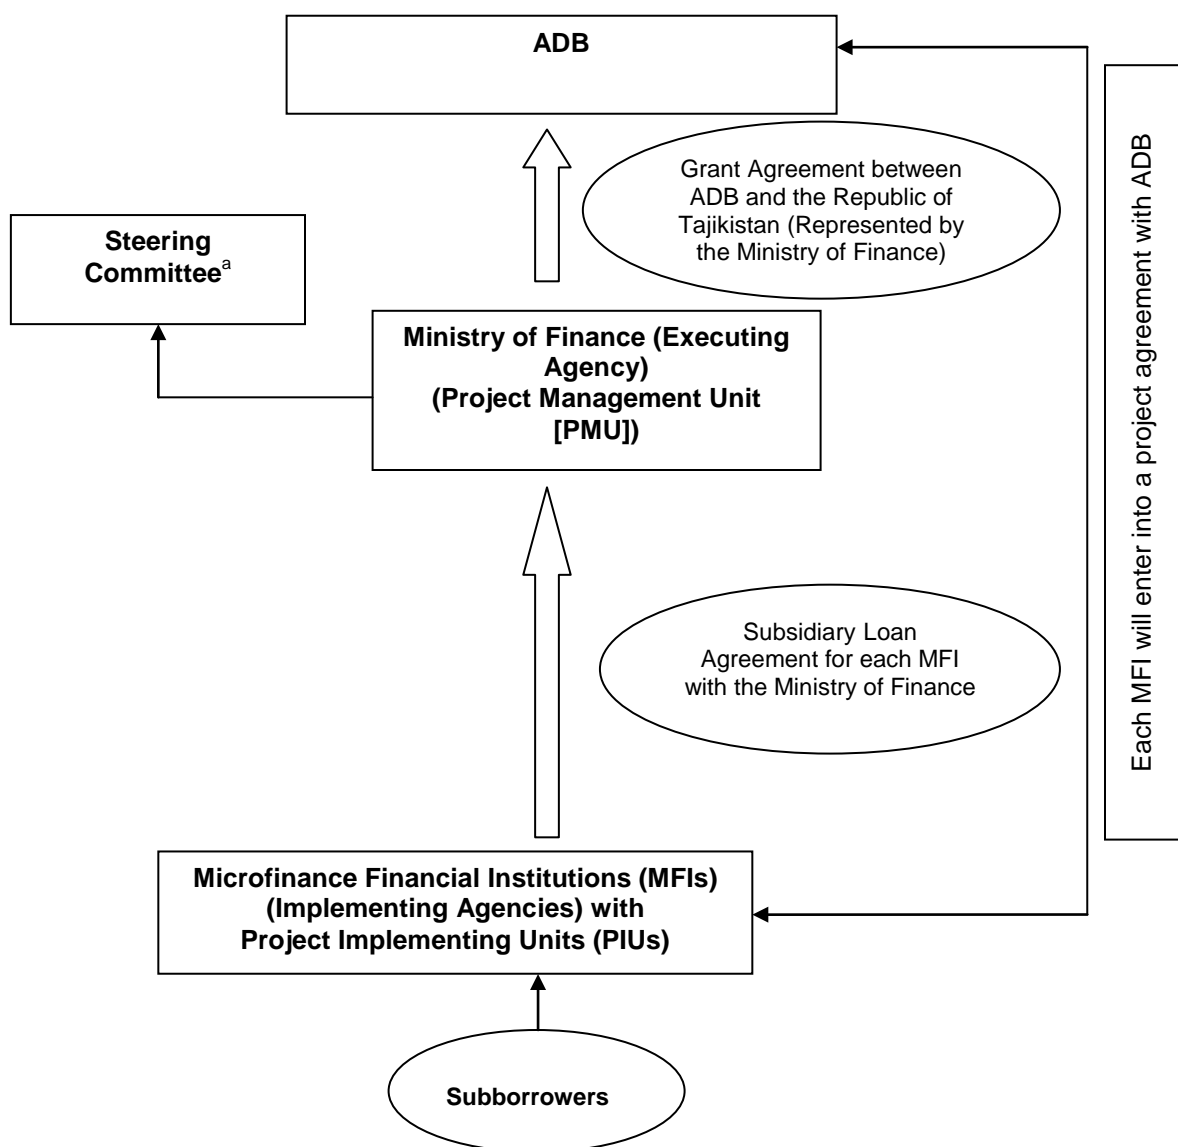 ADB
Grant Agreement between
ADB and the Republic of
Tajikistan (Represented by
the Ministry of Finance)
Steering
Committeeᵃ
Ministry of Finance (Executing
Agency)
(Project Management Unit
[PMU])
Each MFI will enter into a project agreement with ADB
Subsidiary Loan
Agreement for each MFI
with the Ministry of Finance
Microfinance Financial Institutions (MFIs)
(Implementing Agencies) with
Project Implementing Units (PIUs)
Subborrowers